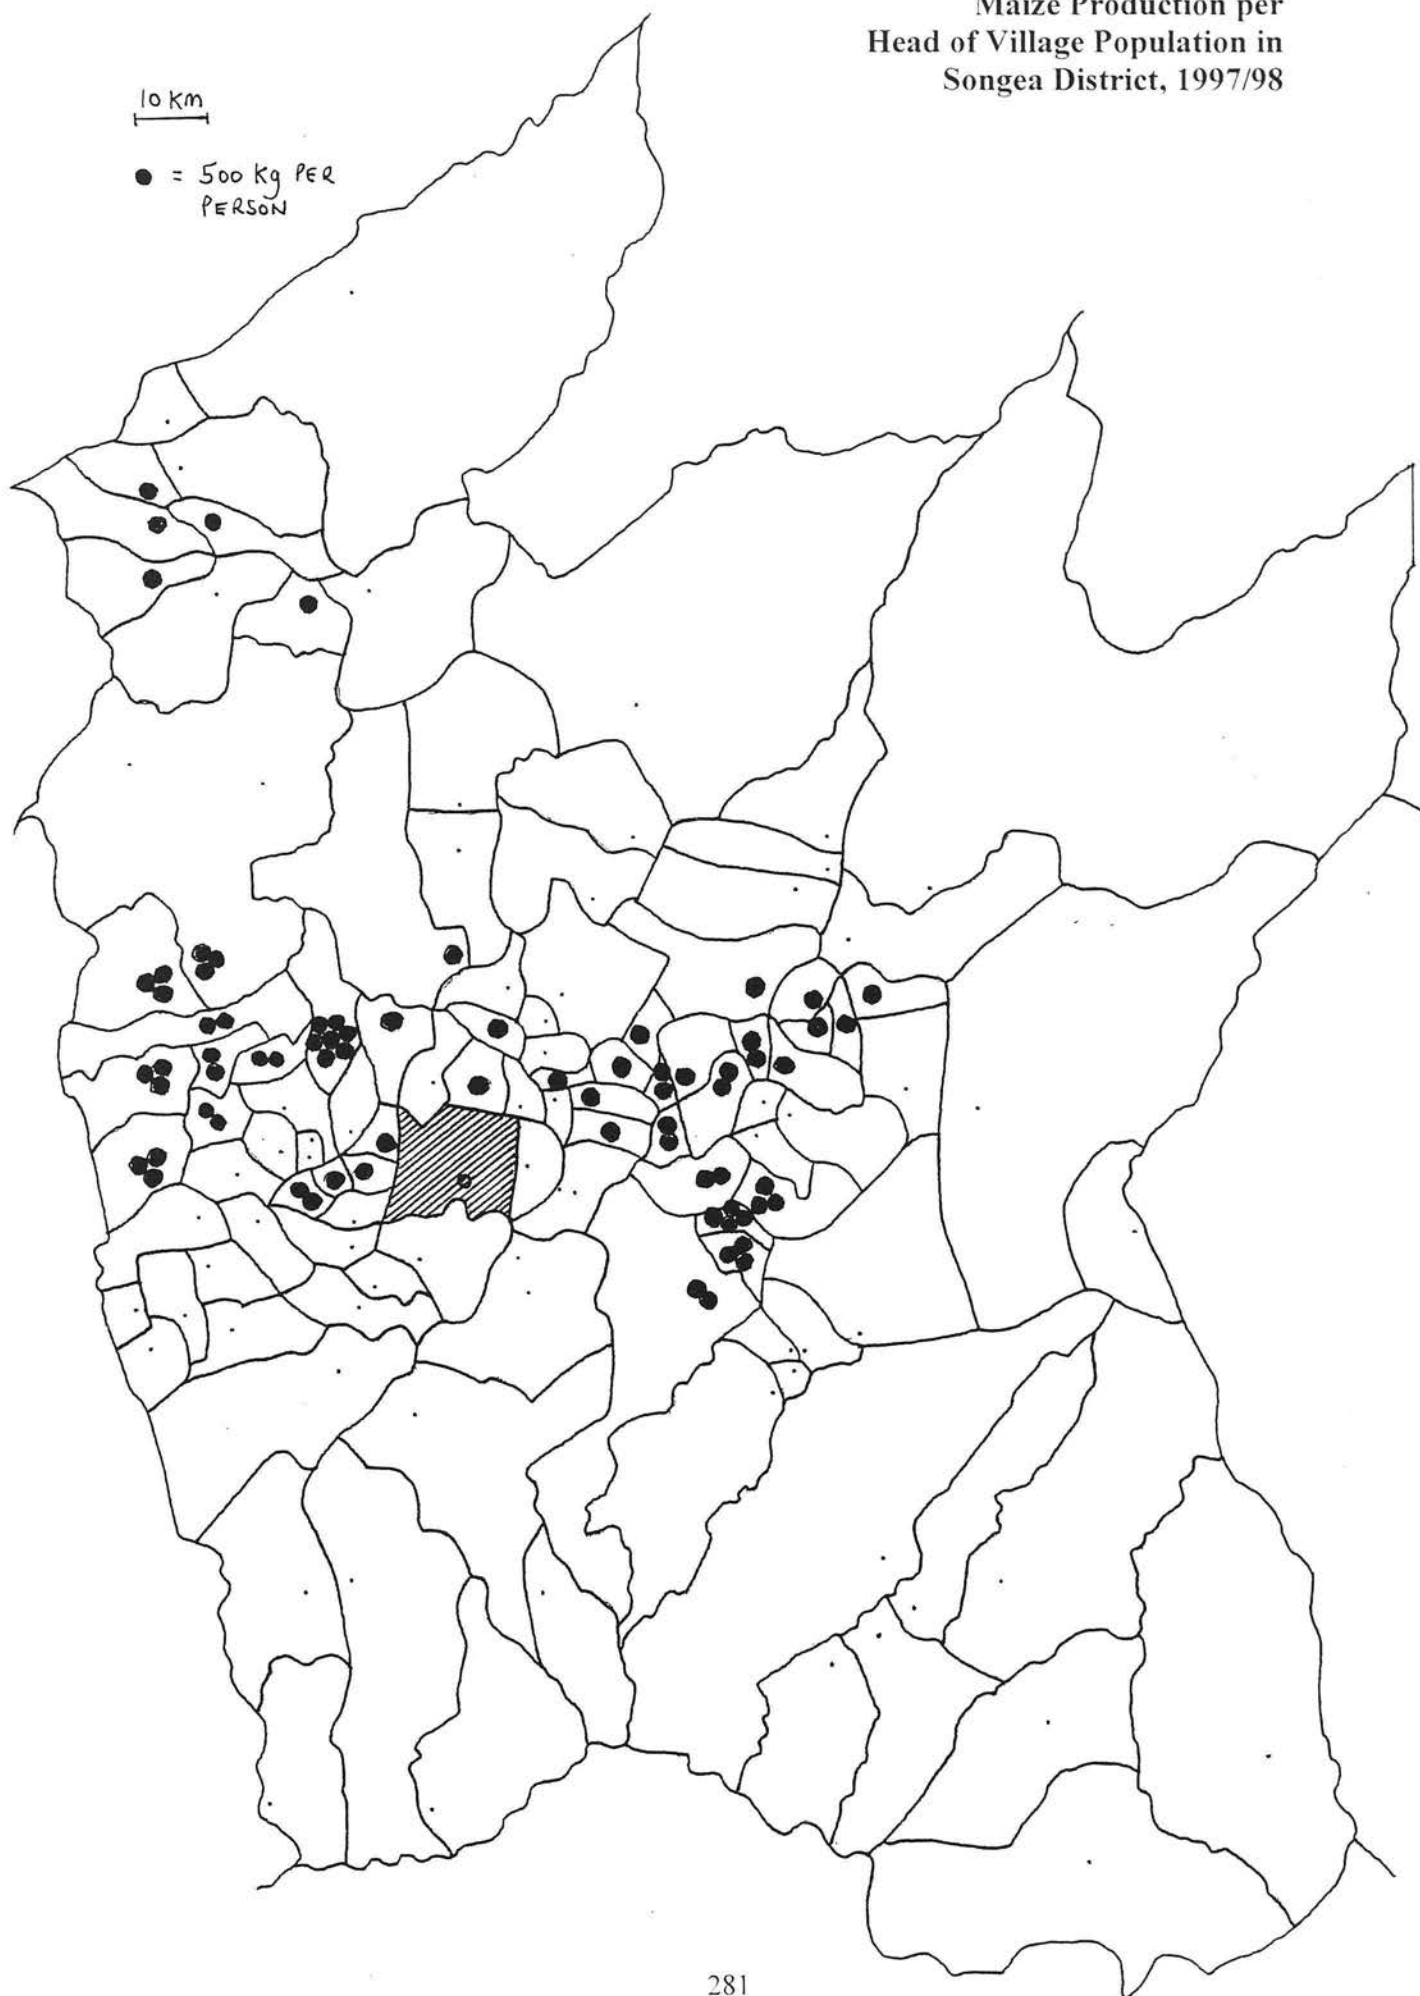 Maize Production per
Head of Village Population in
Songea District, 1997/98
10 Km
= 500 Kg PER
PERSON
281